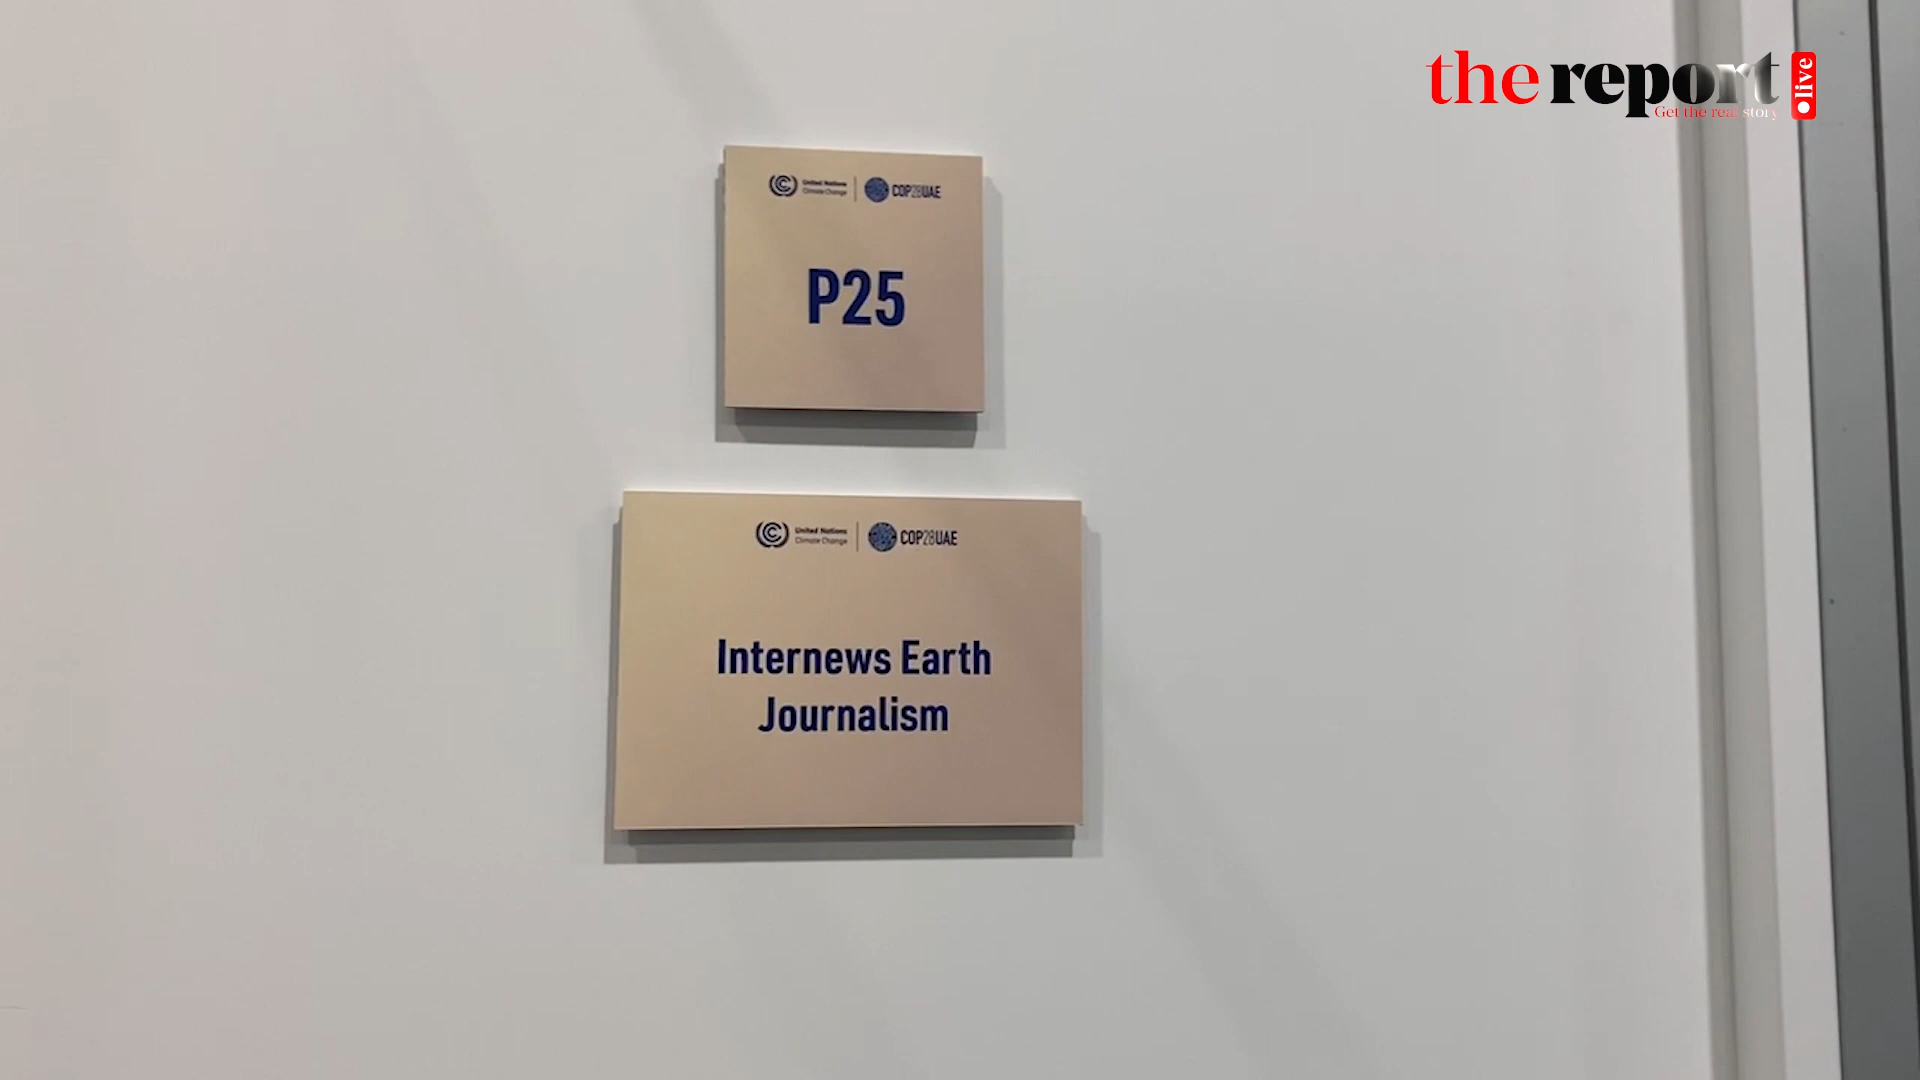 the report live
Get the real story
United Nations
Climate Change
COP28UAE
P25
United Nations
Climate Change
COP28UAE
Internews Earth
Journalism